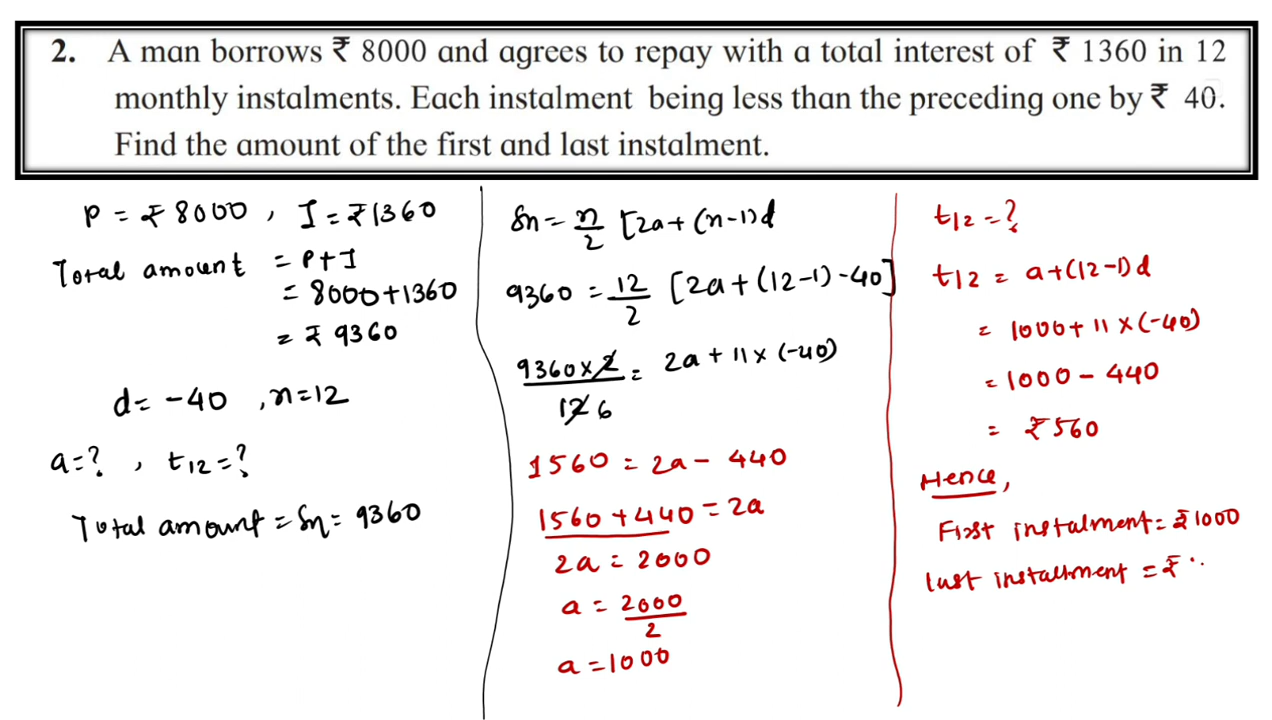 2. A man borrows ₹ 8000 and agrees to repay with a total interest of ₹ 1360 in 12
monthly instalments. Each instalment being less than the preceding one by ₹ 40.
Find the amount of the first and last instalment.
P = ₹ 8000 , I = ₹1360
Total amount = P+I
= 8000+1360
= ₹ 9360
d = -40 , n=12
a=? , t12=?
Total amount = Sn = 9360
Sn = n/2 [2a+(n-1)d
9360 = 12/2 [2a+(12-1)-40]
9360×2/12 6 = 2a+11×(-40)
1560 = 2a - 440
1560+440 = 2a
2a = 2000
a = 2000/2
a = 1000
t12 = ?
t12 = a+(12-1)d
= 1000+11×(-40)
= 1000 - 440
= ₹560
Hence,
First instalment = ₹1000
last installment = ₹